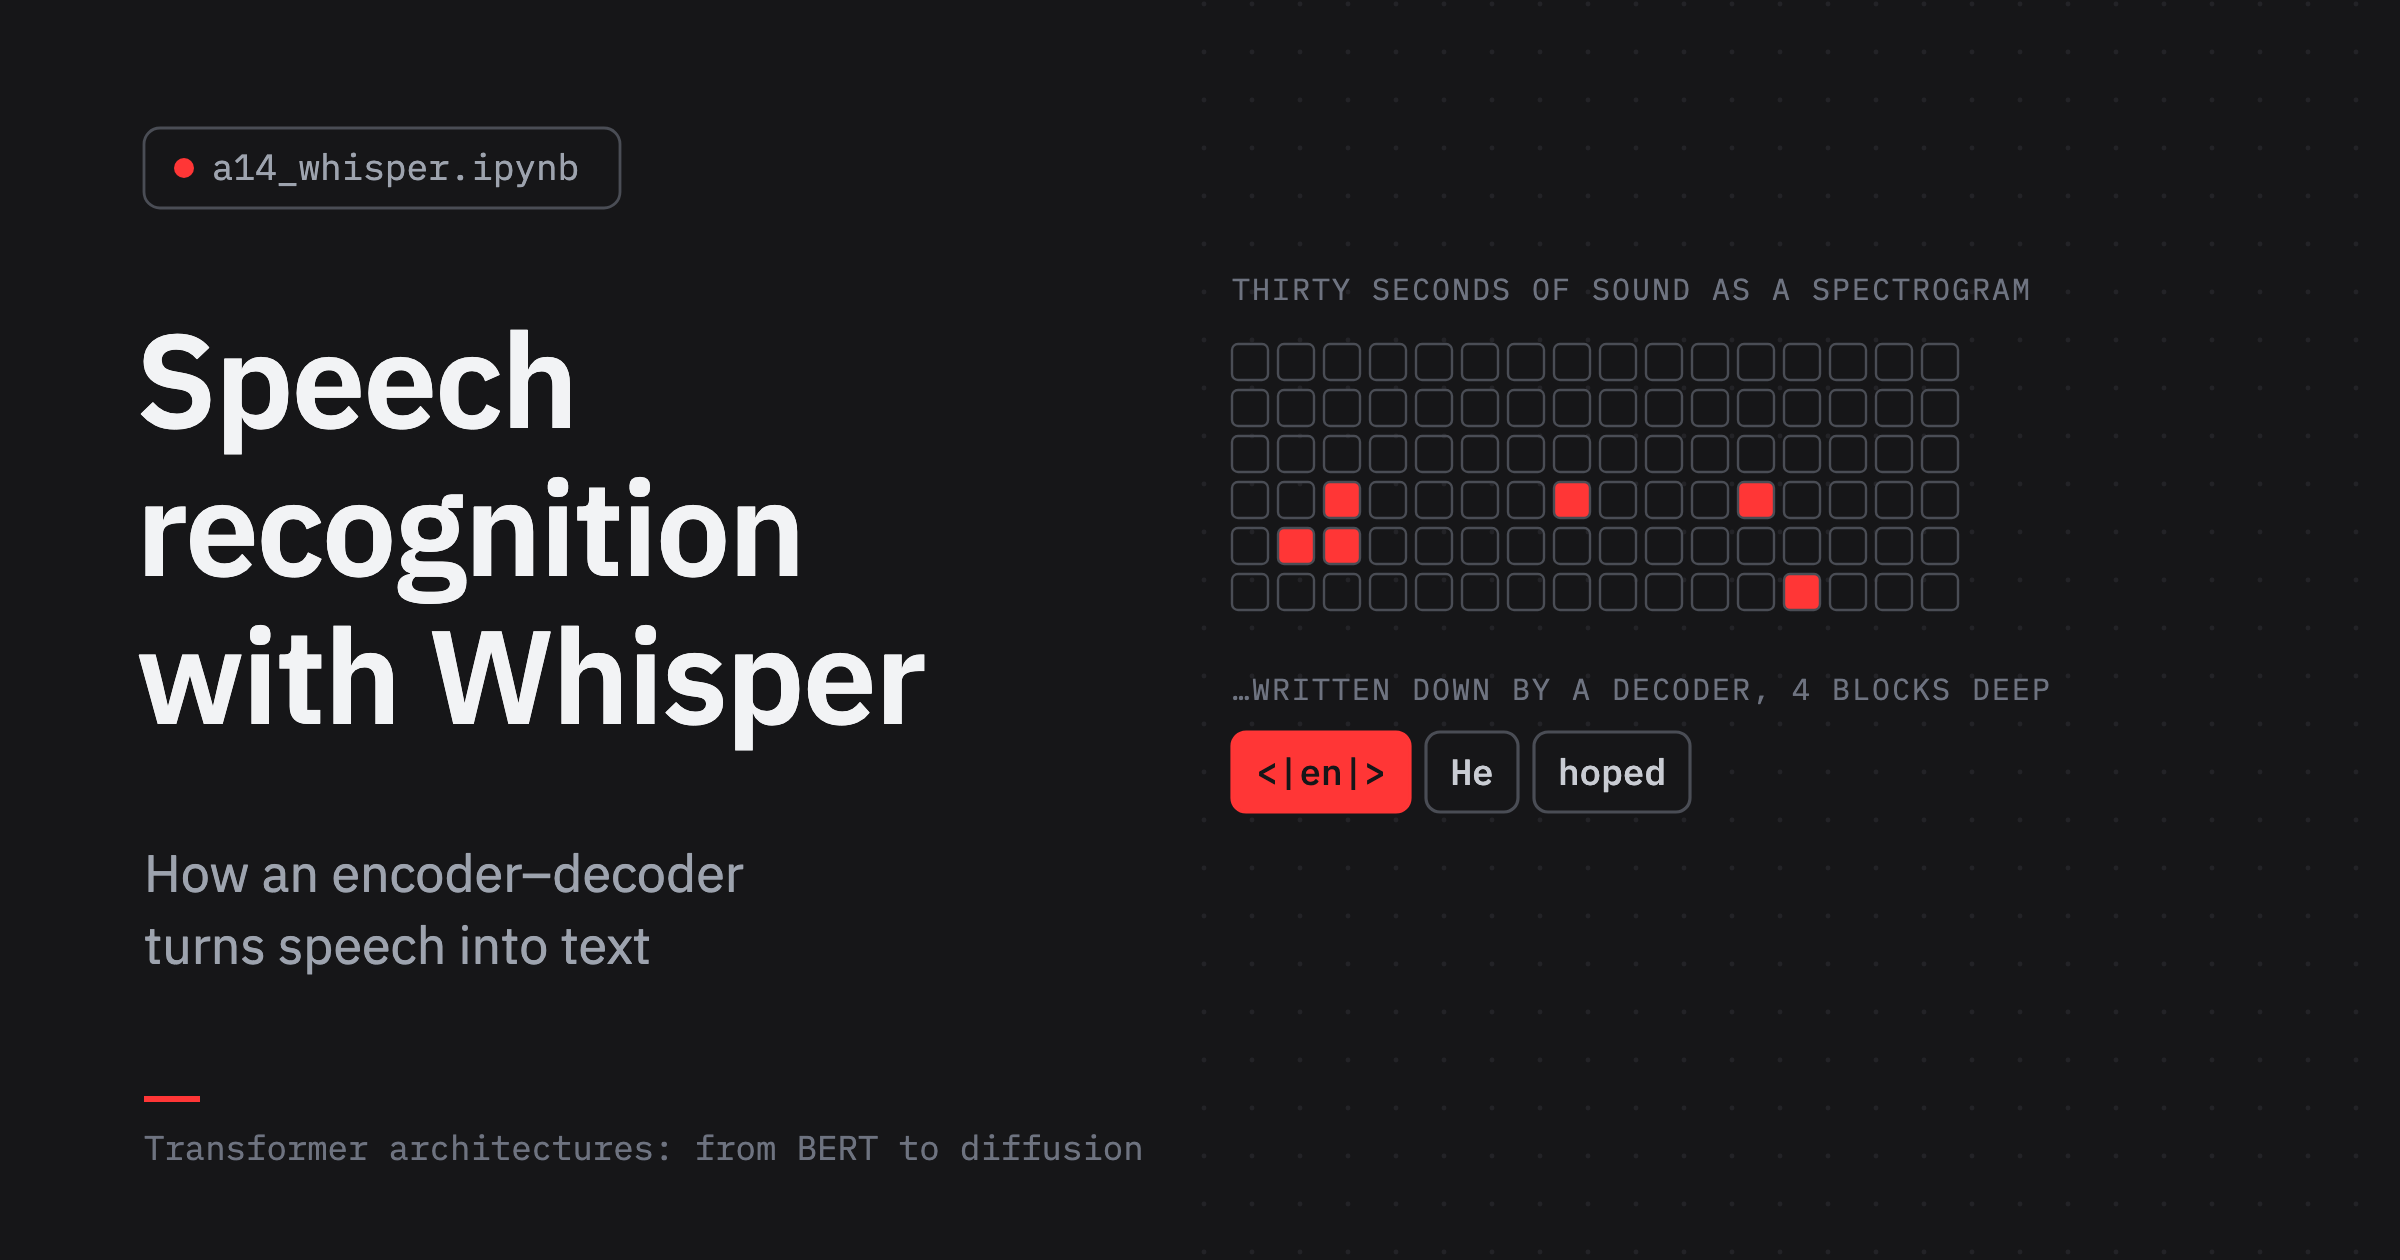 a14_whisper.ipynb
Speech
recognition
with Whisper
How an encoder–decoder
turns speech into text
Transformer architectures: from BERT to diffusion
THIRTY SECONDS OF SOUND AS A SPECTROGRAM
…WRITTEN DOWN BY A DECODER, 4 BLOCKS DEEP
<|en|> He hoped